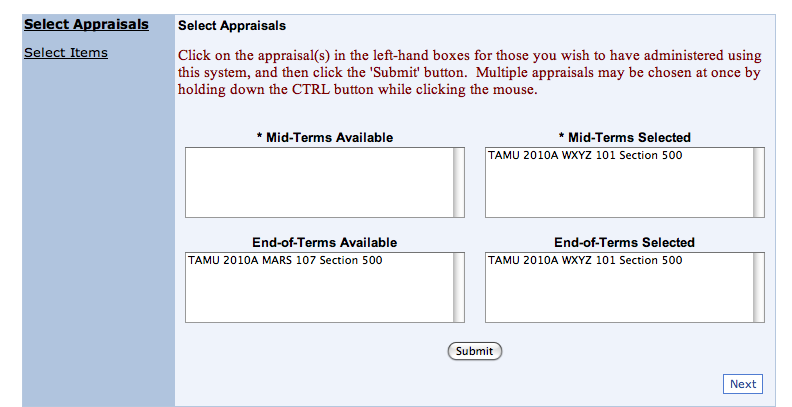 Select Appraisals
Select Items
Select Appraisals
Click on the appraisal(s) in the left-hand boxes for those you wish to have administered using
this system, and then click the 'Submit' button.  Multiple appraisals may be chosen at once by
holding down the CTRL button while clicking the mouse.
* Mid-Terms Available
* Mid-Terms Selected
TAMU 2010A WXYZ 101 Section 500
End-of-Terms Available
End-of-Terms Selected
TAMU 2010A MARS 107 Section 500
TAMU 2010A WXYZ 101 Section 500
Submit
Next